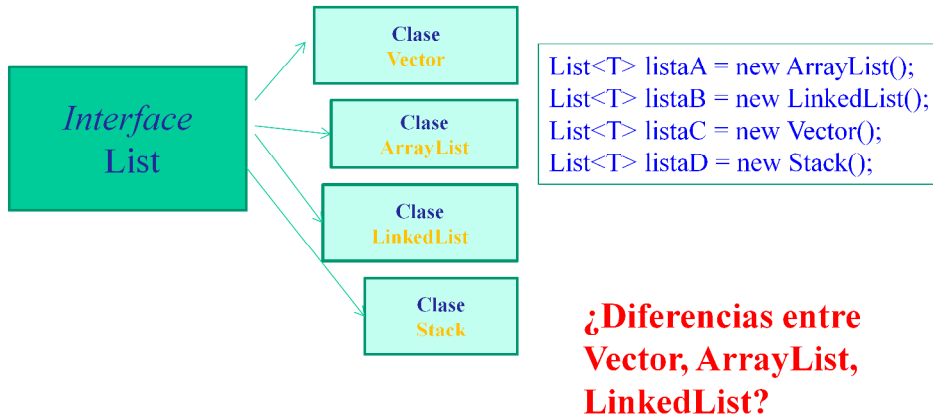 Interface
List
Clase
Vector
Clase
ArrayList
Clase
LinkedList
Clase
Stack
List<T> listaA = new ArrayList();
List<T> listaB = new LinkedList();
List<T> listaC = new Vector();
List<T> listaD = new Stack();
¿Diferencias entre
Vector, ArrayList,
LinkedList?